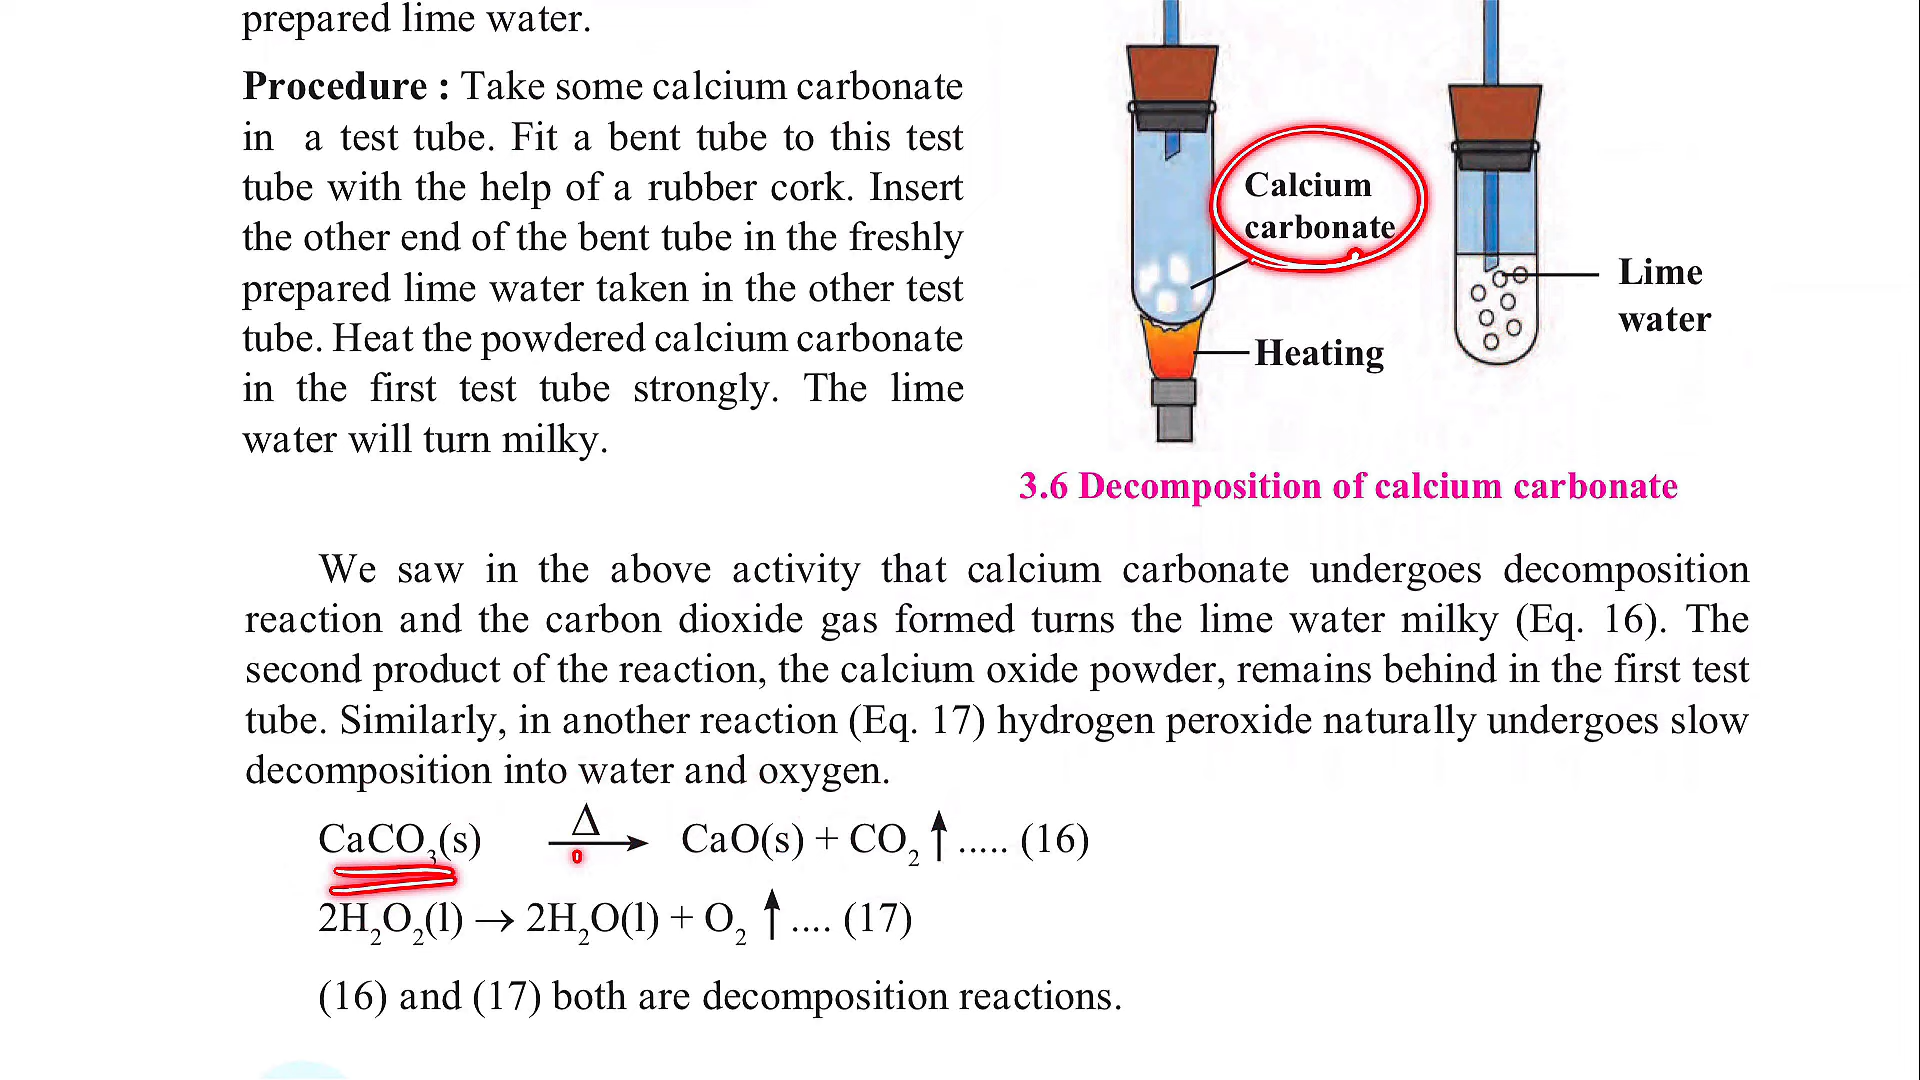 prepared lime water.
Procedure : Take some calcium carbonate
in a test tube. Fit a bent tube to this test
tube with the help of a rubber cork. Insert
the other end of the bent tube in the freshly
prepared lime water taken in the other test
tube. Heat the powdered calcium carbonate
in the first test tube strongly. The lime
water will turn milky.
Calcium
carbonate
Lime
water
Heating
3.6 Decomposition of calcium carbonate
We saw in the above activity that calcium carbonate undergoes decomposition
reaction and the carbon dioxide gas formed turns the lime water milky (Eq. 16). The
second product of the reaction, the calcium oxide powder, remains behind in the first test
tube. Similarly, in another reaction (Eq. 17) hydrogen peroxide naturally undergoes slow
decomposition into water and oxygen.
CaCO₃(s) Δ→ CaO(s) + CO₂ ↑ ..... (16)
2H₂O₂(l) → 2H₂O(l) + O₂ ↑ .... (17)
(16) and (17) both are decomposition reactions.